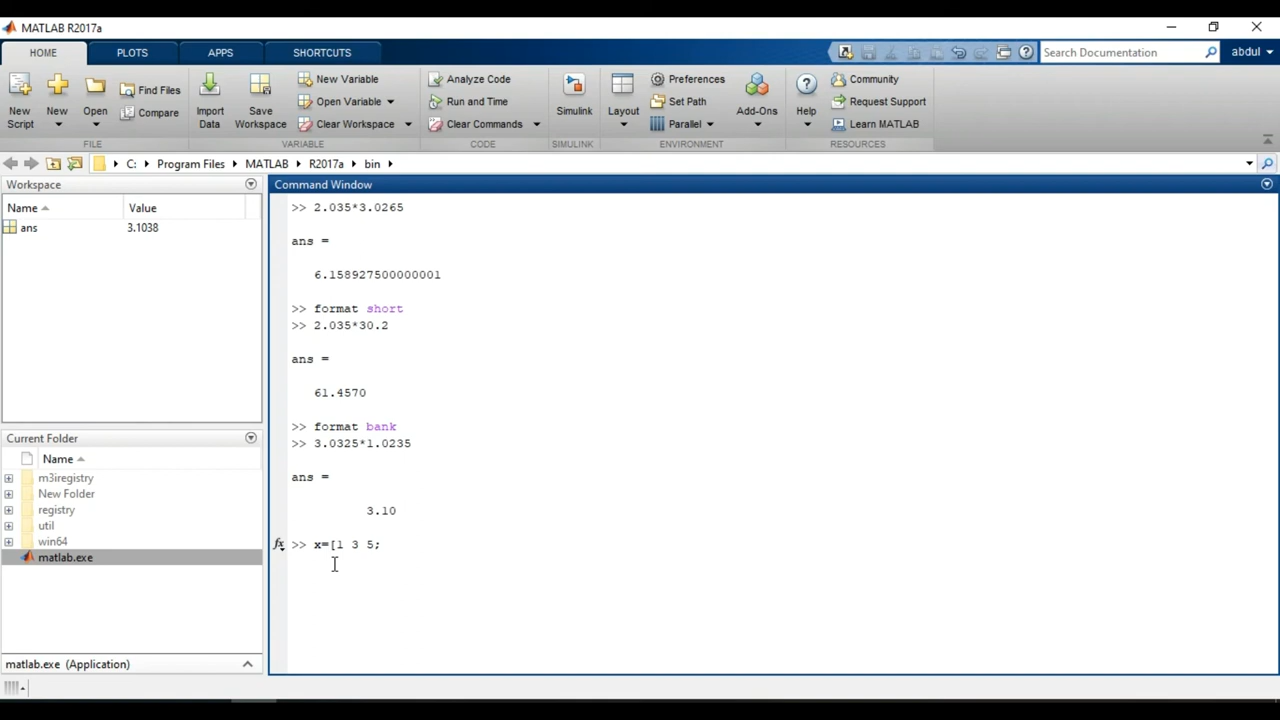 MATLAB R2017a
HOME PLOTS APPS SHORTCUTS Search Documentation abdul
New Script New Open Find Files Compare Import Data Save Workspace New Variable Open Variable Clear Workspace Analyze Code Run and Time Clear Commands Simulink Layout Preferences Set Path Parallel Add-Ons Help Community Request Support Learn MATLAB
FILE VARIABLE CODE SIMULINK ENVIRONMENT RESOURCES
C: Program Files MATLAB R2017a bin
Workspace
Name Value
ans 3.1038
Current Folder
Name
m3iregistry
New Folder
registry
util
win64
matlab.exe
matlab.exe (Application)
Command Window
>> 2.035*3.0265
ans =
6.158927500000001
>> format short
>> 2.035*30.2
ans =
61.4570
>> format bank
>> 3.0325*1.0235
ans =
3.10
fx >> x=[1 3 5;